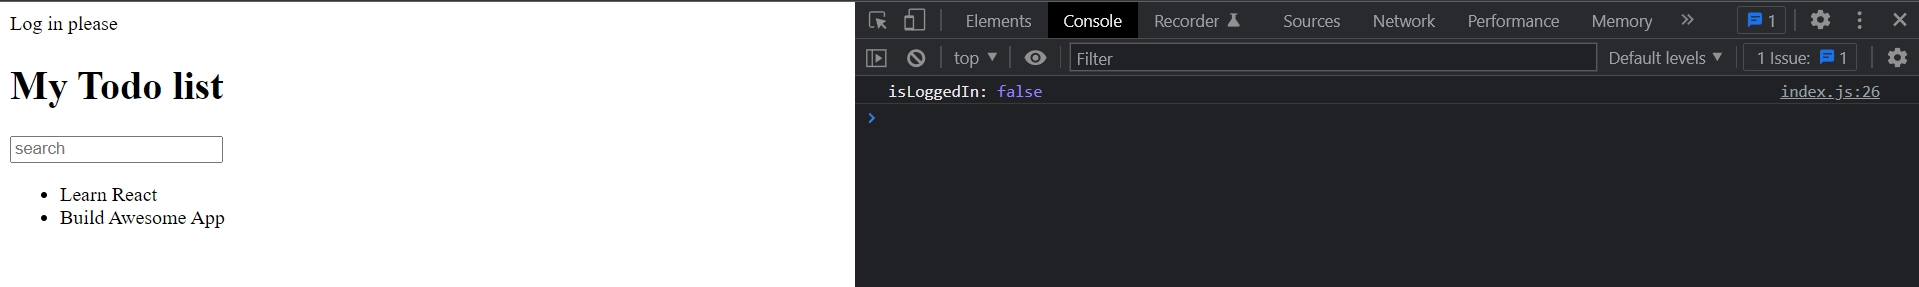 Log in please
My Todo list
search
Learn React
Build Awesome App
Elements Console Recorder Sources Network Performance Memory 1
top Filter Default levels 1 Issue: 1
isLoggedIn: false index.js:26